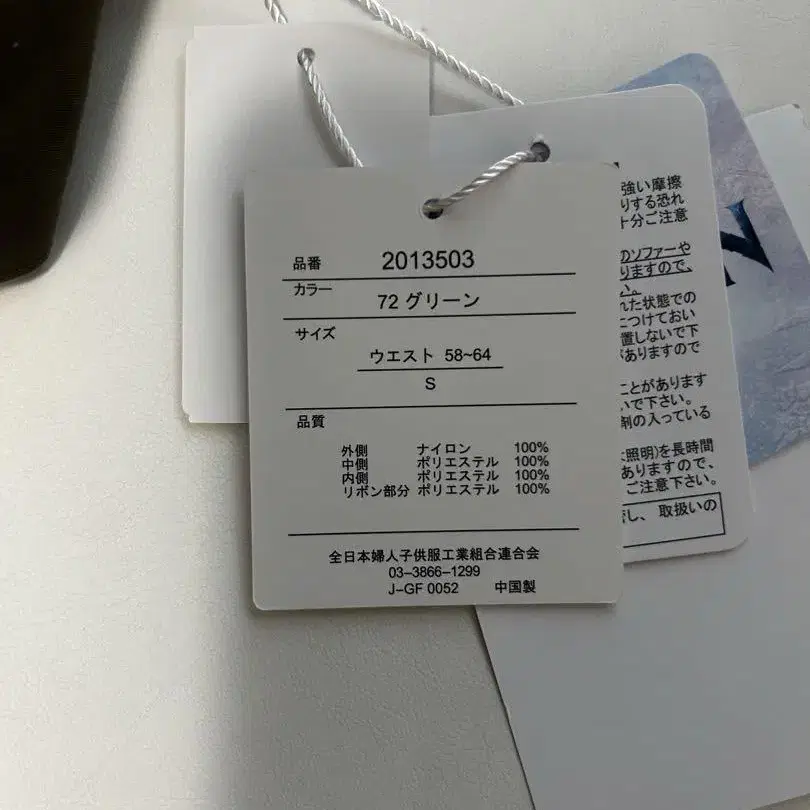 品番 2013503
カラー
72 グリーン
サイズ
ウエスト 58~64
S
品質
外側 ナイロン 100%
中側 ポリエステル 100%
内側 ポリエステル 100%
リボン部分 ポリエステル 100%
全日本婦人子供服工業組合連合会
03-3866-1299
J-GF 0052 中国製
強い摩擦
りする恐れ
十分ご注意
のソファーや
りますので、
い。
れた状態での
につけておい
置しないで下
がありますので
ことがあります
いで下さい。
剤の入っている
照明)を長時間
ありますので、
ご注意下さい。
し、取扱いの
N